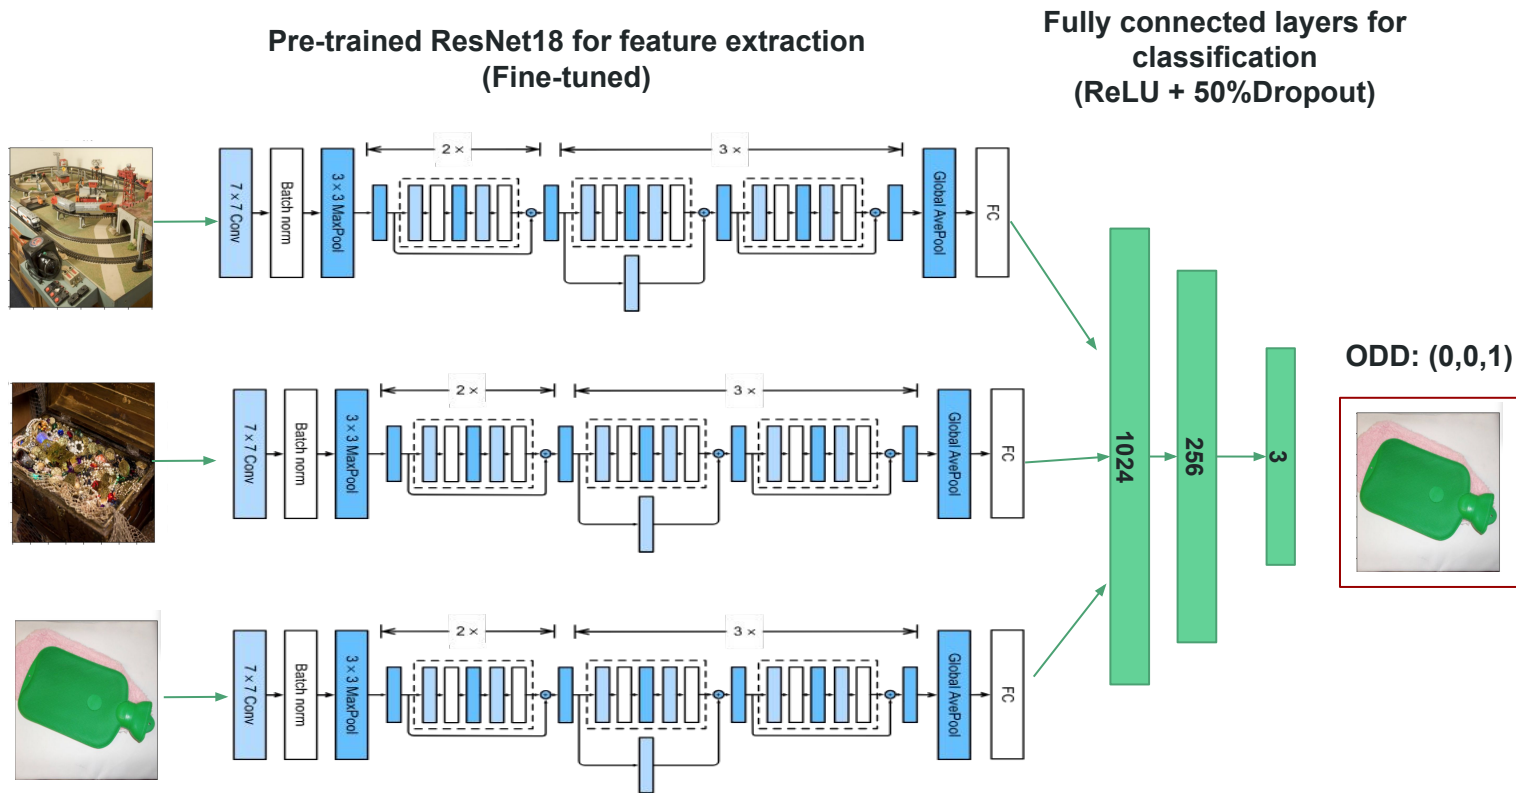 Pre-trained ResNet18 for feature extraction
(Fine-tuned)
Fully connected layers for
classification
(ReLU + 50%Dropout)
2 ×
3 ×
7 × 7 Conv
Batch norm
3 × 3 MaxPool
Global AvePool
FC
2 ×
3 ×
7 × 7 Conv
Batch norm
3 × 3 MaxPool
Global AvePool
FC
2 ×
3 ×
7 × 7 Conv
Batch norm
3 × 3 MaxPool
Global AvePool
FC
1024
256
3
ODD: (0,0,1)